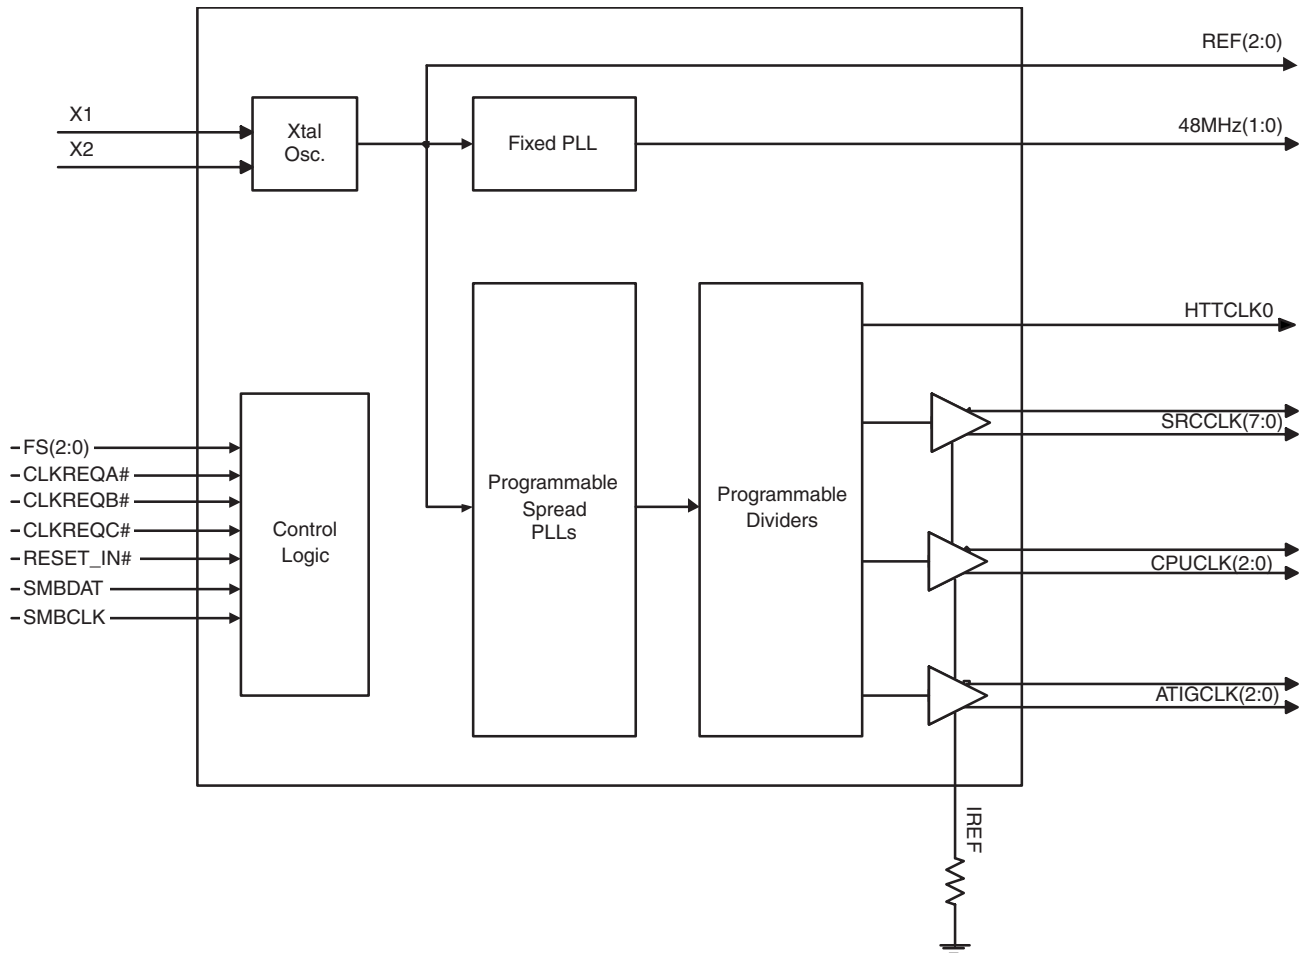 REF(2:0)
X1
Xtal
Osc.
Fixed PLL
48MHz(1:0)
X2
HTTCLK0
SRCCLK(7:0)
FS(2:0)
CLKREQA#
CLKREQB#
CLKREQC#
RESET_IN#
SMBDAT
SMBCLK
Control
Logic
Programmable
Spread
PLLs
Programmable
Dividers
CPUCLK(2:0)
ATIGCLK(2:0)
IREF